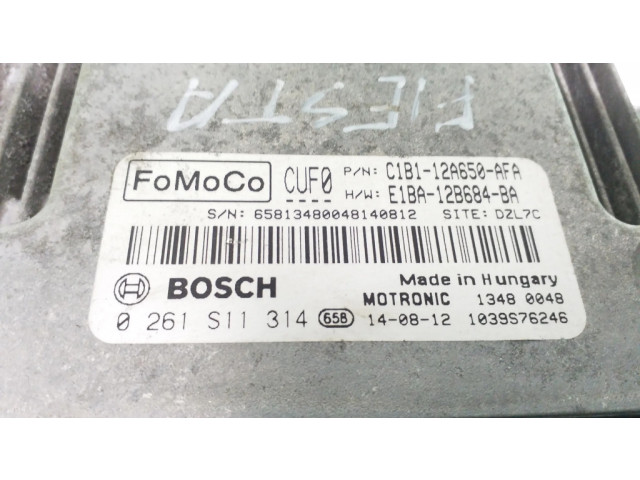 FIESTA
FoMoCo CUF0 P/N: C1B1-12A650-AFA
H/W: E1BA-12B684-BA
S/N: 65813480048140812 SITE: DZL7C
BOSCH Made in Hungary
MOTRONIC 1348 0048
0 261 S11 314 658 14-08-12 1039S76246